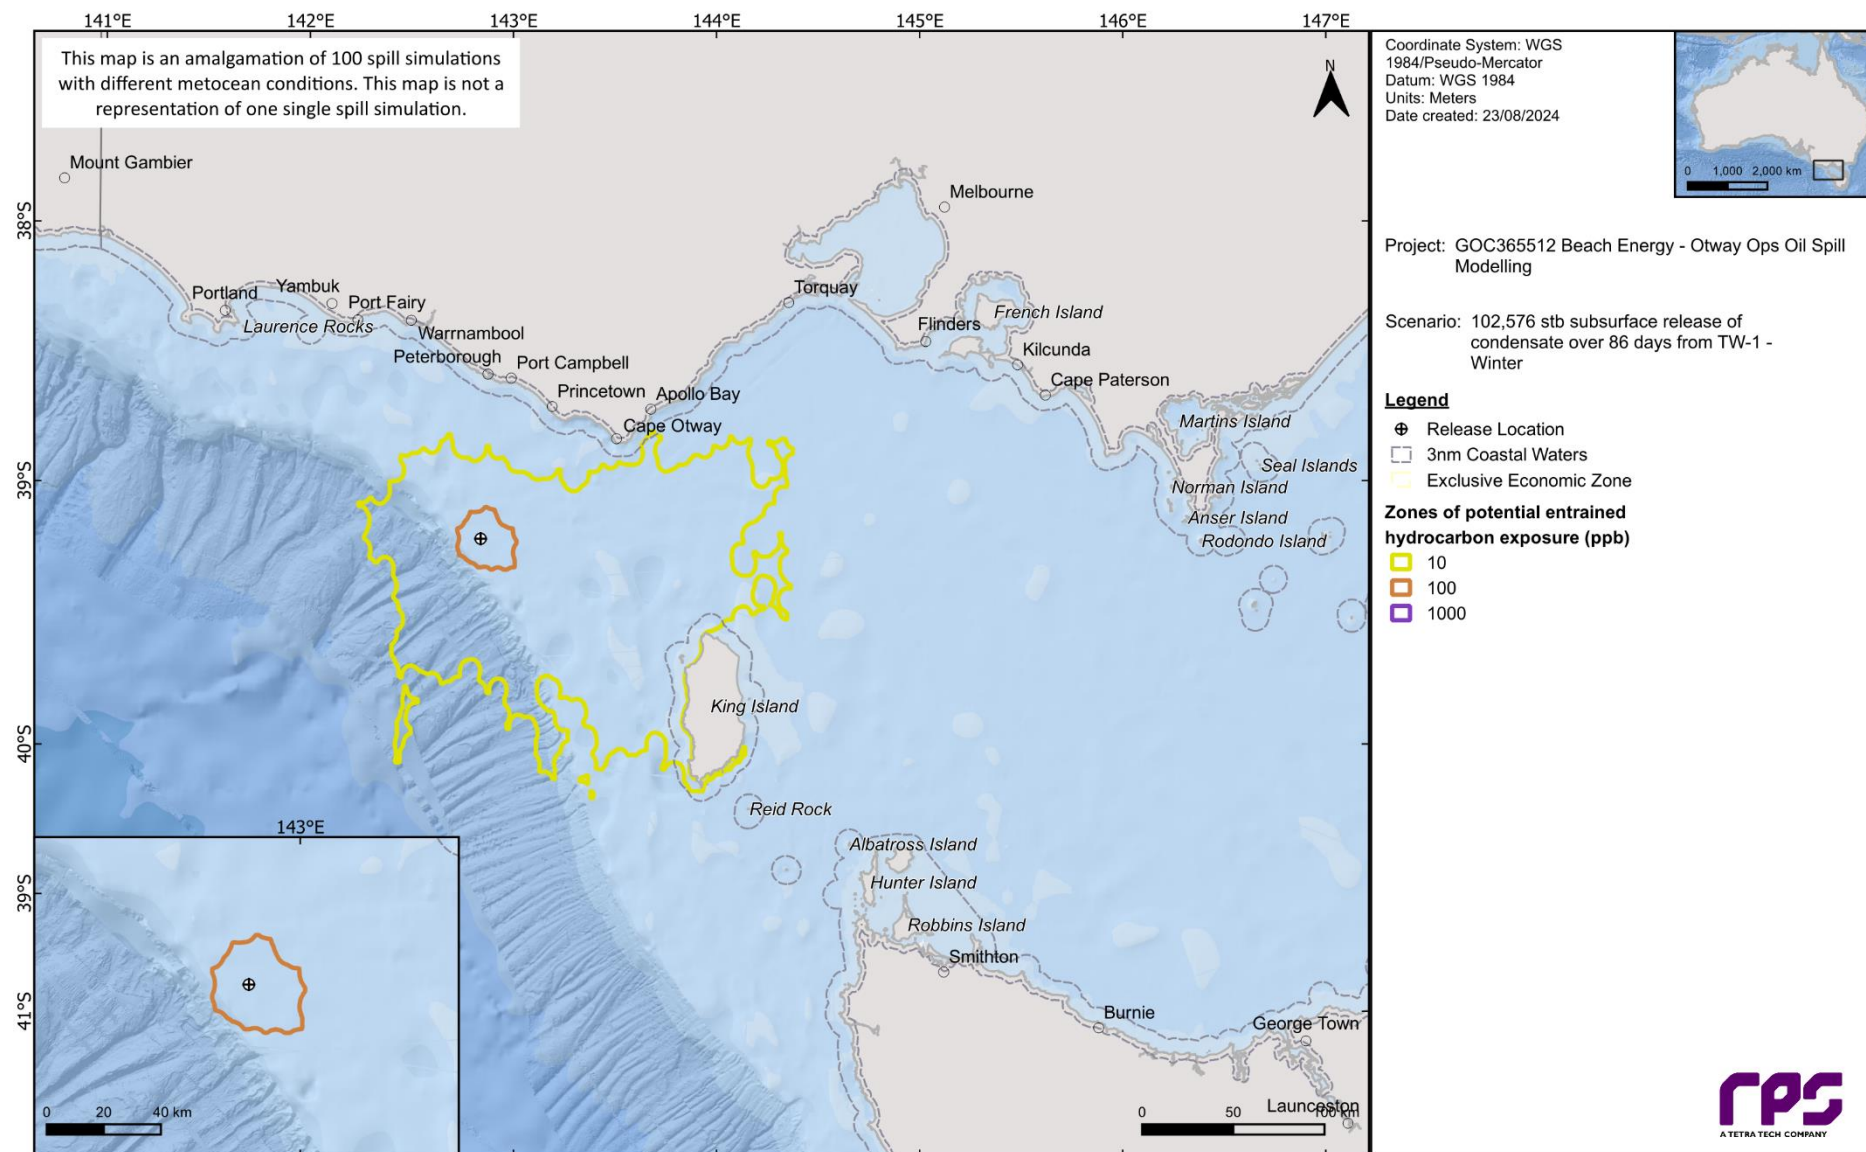 141°E
142°E
143°E
144°E
145°E
146°E
147°E
This map is an amalgamation of 100 spill simulations
with different metocean conditions. This map is not a
representation of one single spill simulation.
N
Mount Gambier
Melbourne
38°S
Portland
Yambuk
Port Fairy
Laurence Rocks
Warrnambool
Peterborough
Port Campbell
Princetown
Apollo Bay
Cape Otway
Torquay
Flinders
French Island
Kilcunda
Cape Paterson
Martins Island
Seal Islands
Norman Island
Anser Island
Rodondo Island
39°S
King Island
40°S
Reid Rock
Albatross Island
Hunter Island
Robbins Island
Smithton
Burnie
George Town
Launceston
41°S
143°E
39°S
0 20 40 km
0 50 100 km
Coordinate System: WGS
1984/Pseudo-Mercator
Datum: WGS 1984
Units: Meters
Date created: 23/08/2024
0 1,000 2,000 km
Project: GOC365512 Beach Energy - Otway Ops Oil Spill
Modelling
Scenario: 102,576 stb subsurface release of
condensate over 86 days from TW-1 -
Winter
Legend
Release Location
3nm Coastal Waters
Exclusive Economic Zone
Zones of potential entrained
hydrocarbon exposure (ppb)
10
100
1000
rps
A TETRA TECH COMPANY